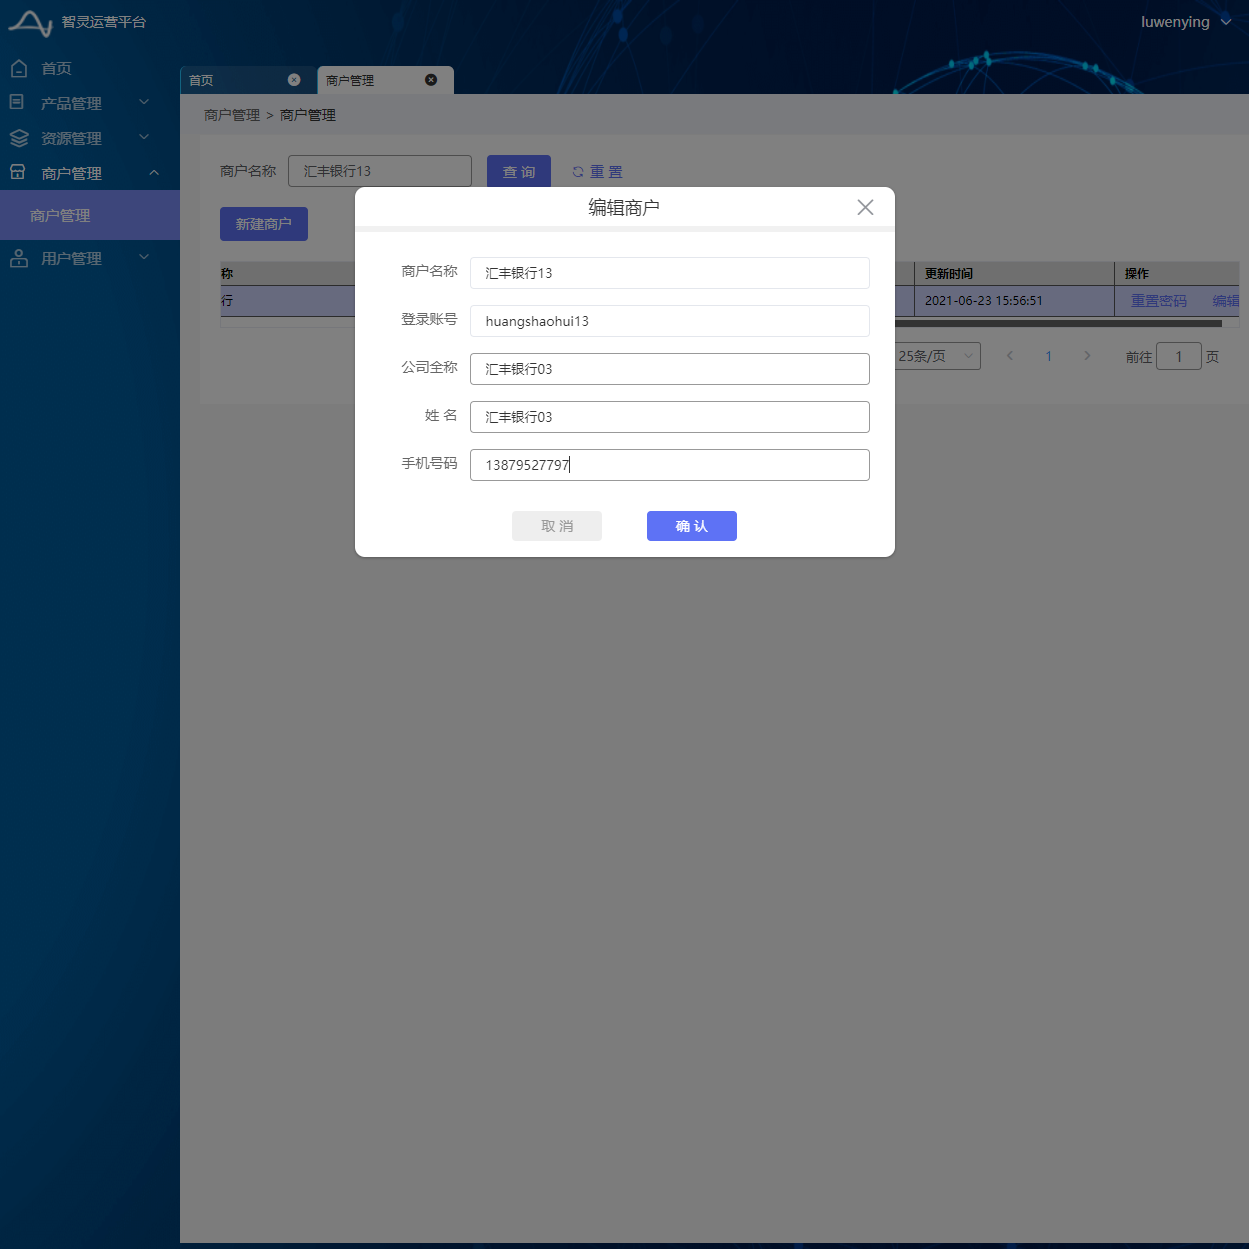 智灵运营平台
luwenying
首页
产品管理
资源管理
商户管理
商户管理
用户管理
首页
商户管理
商户管理 > 商户管理
商户名称 汇丰银行13 查 询 重 置
新建商户
称 更新时间 操作
行 2021-06-23 15:56:51 重置密码 编辑
25条/页 1 前往 1 页
编辑商户
商户名称 汇丰银行13
登录账号 huangshaohui13
公司全称 汇丰银行03
姓 名 汇丰银行03
手机号码 13879527797
取 消 确 认